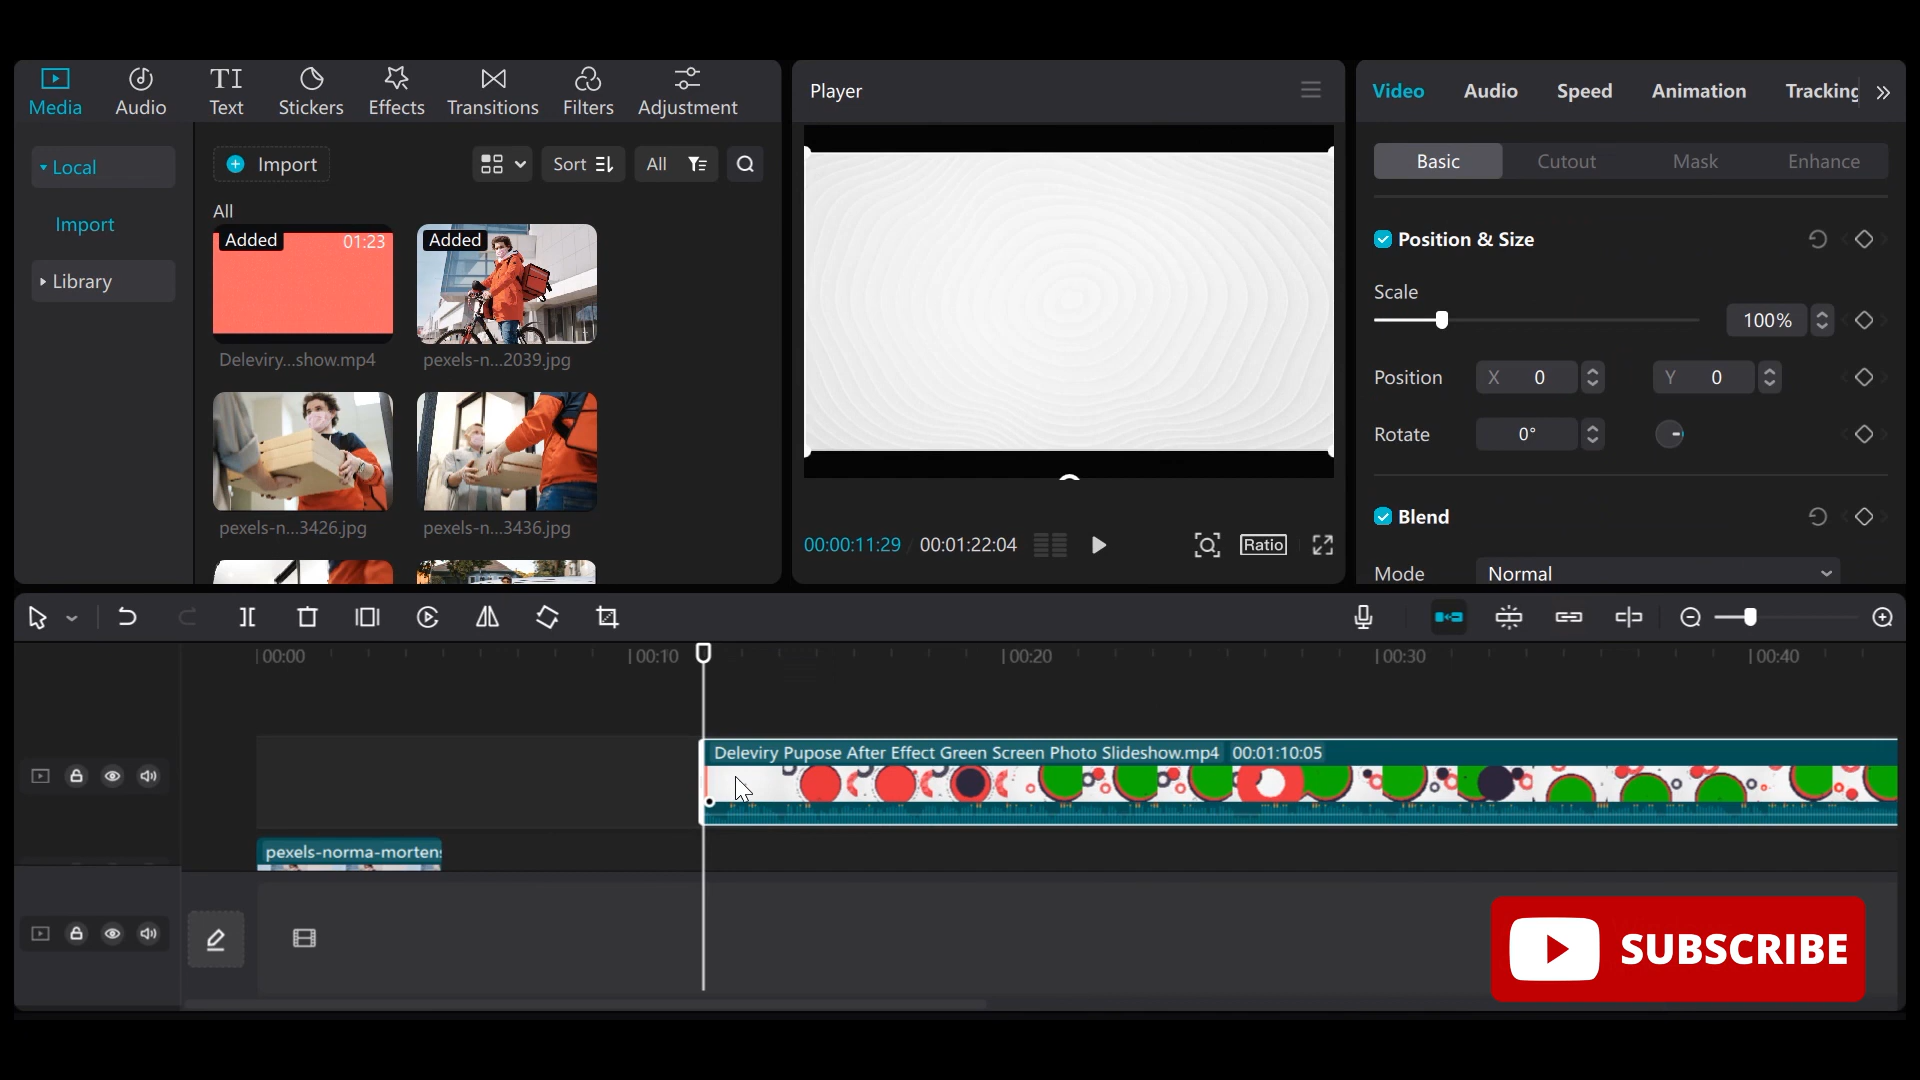 Media
Audio
Text
Stickers
Effects
Transitions
Filters
Adjustment
Local
Import
Library
Import
Sort
All
All
Added
01:23
Deleviry...show.mp4
Added
pexels-n...2039.jpg
pexels-n...3426.jpg
pexels-n...3436.jpg
Player
00:00:11:29 / 00:01:22:04
Ratio
Video
Audio
Speed
Animation
Tracking
Basic
Cutout
Mask
Enhance
Position & Size
Scale
100%
Position
X 0
Y 0
Rotate
0°
Blend
Mode
Normal
00:00
00:10
00:20
00:30
00:40
Deleviry Pupose After Effect Green Screen Photo Slideshow.mp4 00:01:10:05
pexels-norma-mortens
SUBSCRIBE